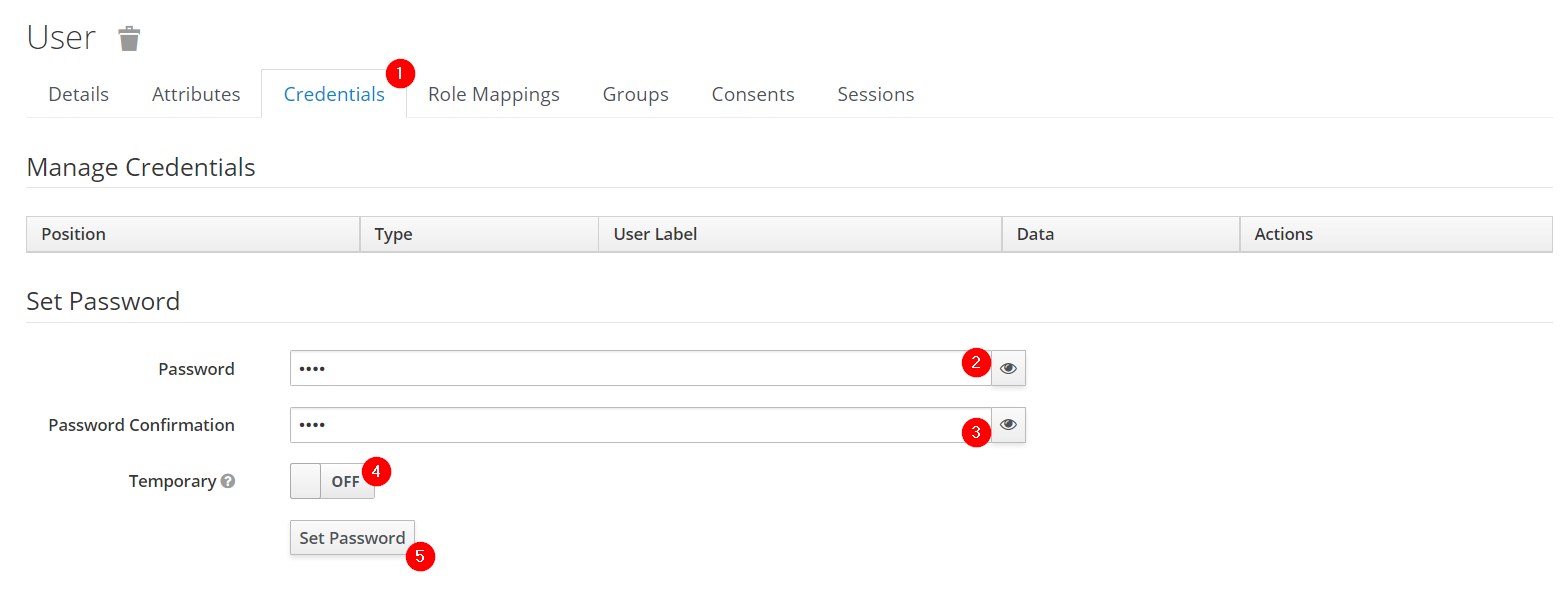 User
1
Details Attributes Credentials Role Mappings Groups Consents Sessions
Manage Credentials
Position Type User Label Data Actions
Set Password
Password •••• 2
Password Confirmation •••• 3
Temporary ? OFF 4
Set Password 5